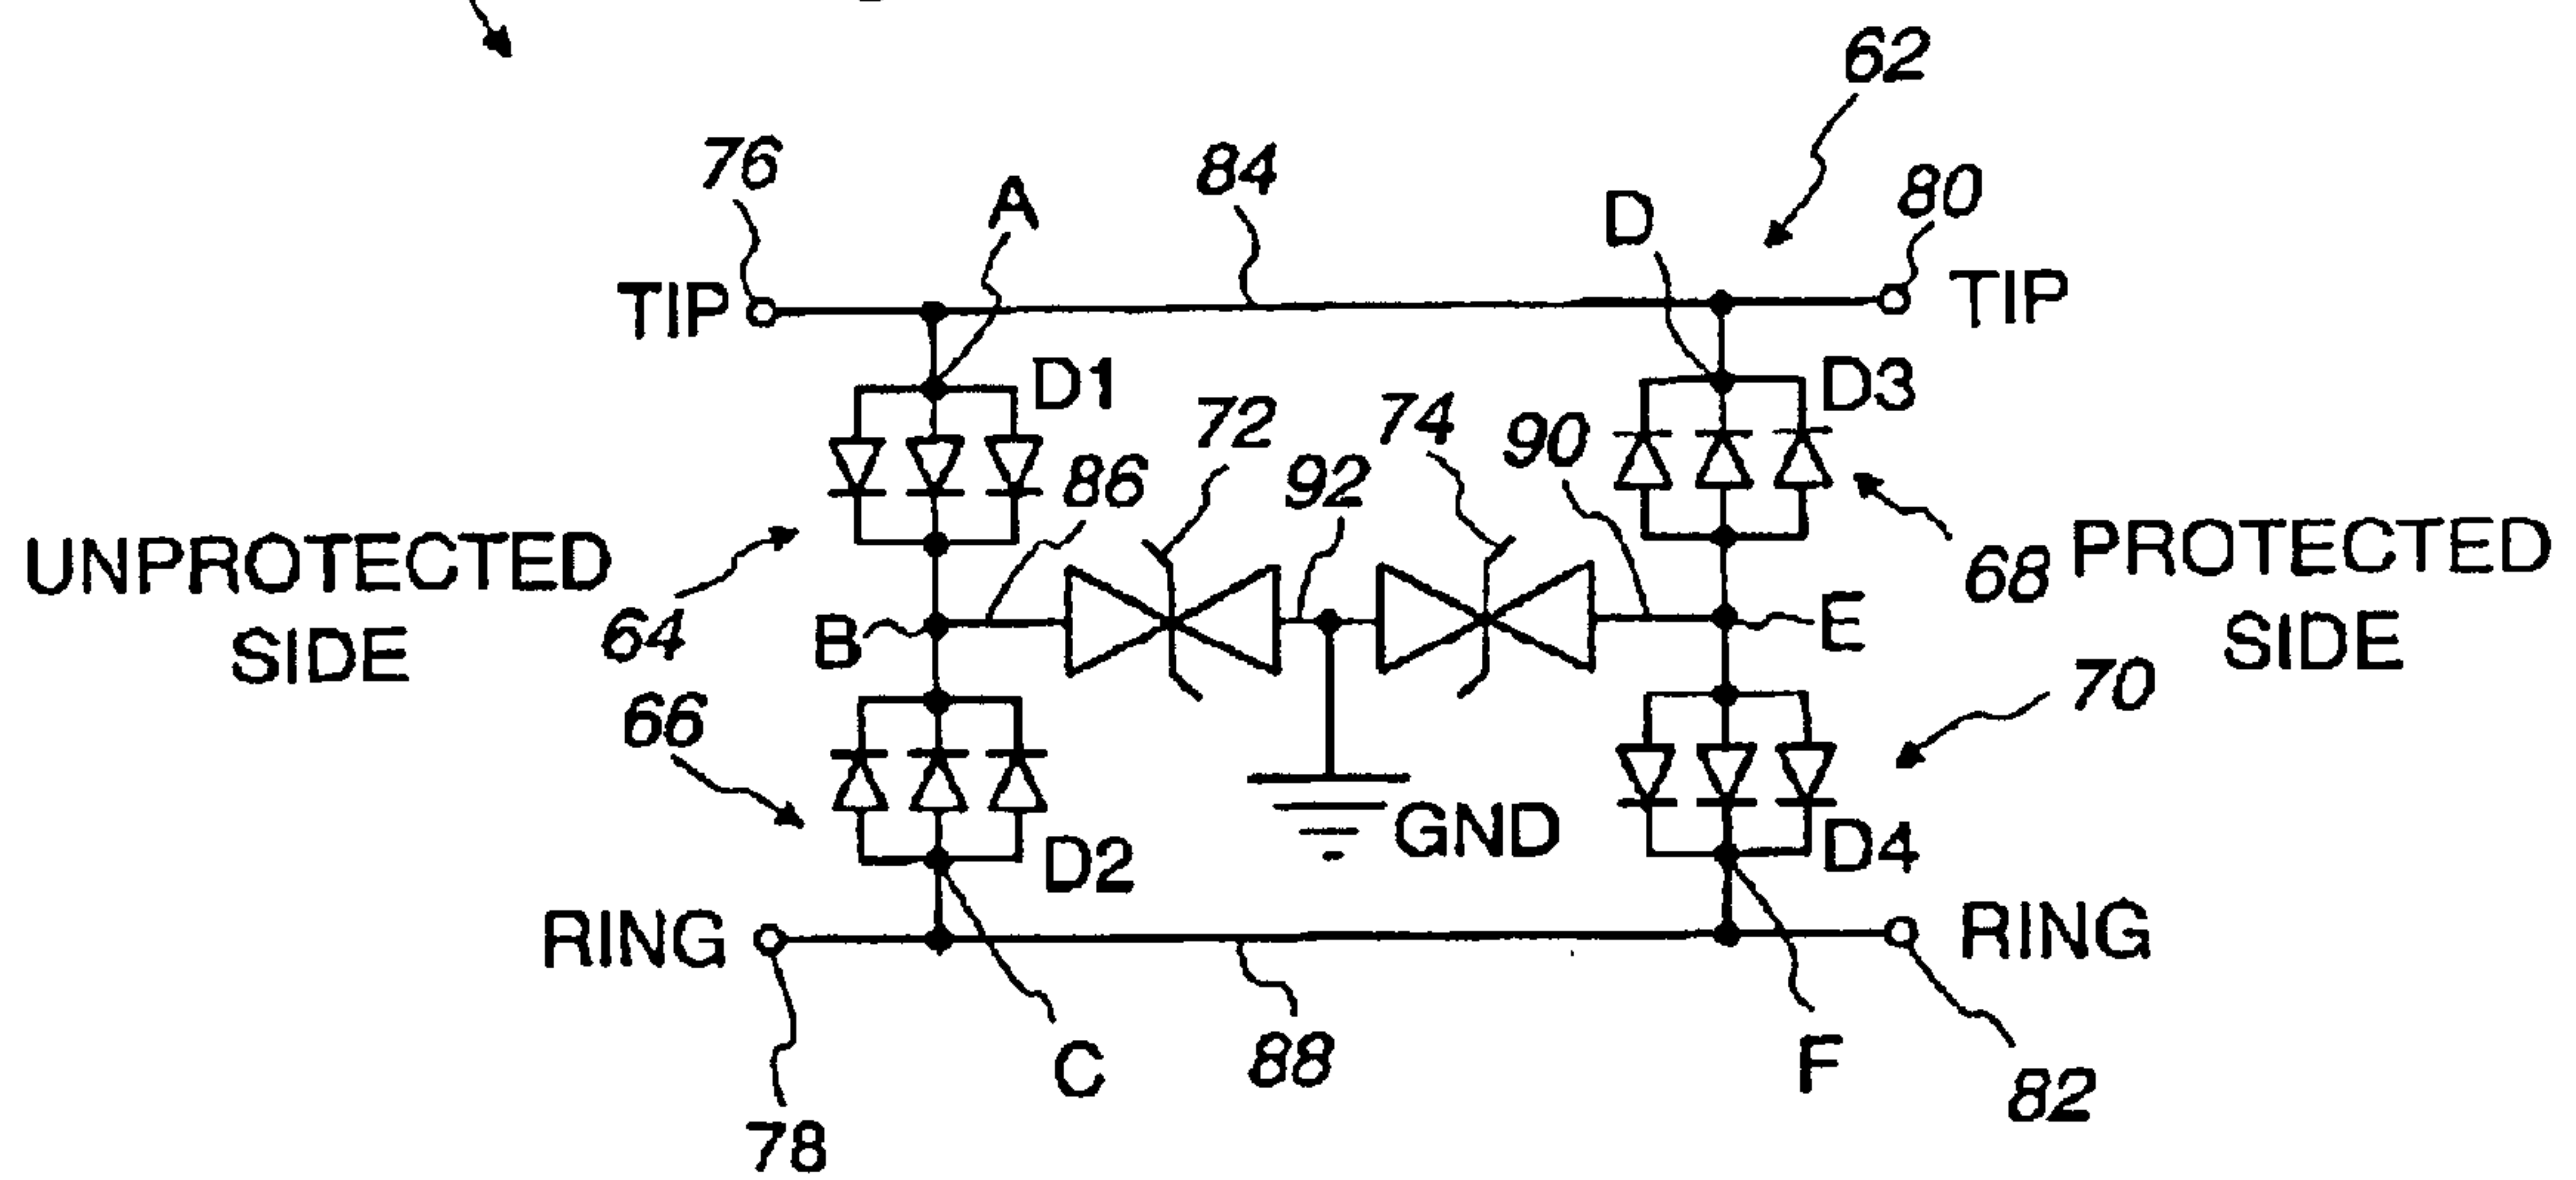 62
76
A
84
D
80
TIP
TIP
D1
D3
72
74
90
86
92
UNPROTECTED
SIDE
64
B
E
68
PROTECTED
SIDE
66
70
GND
D2
D4
RING
RING
C
88
F
82
78